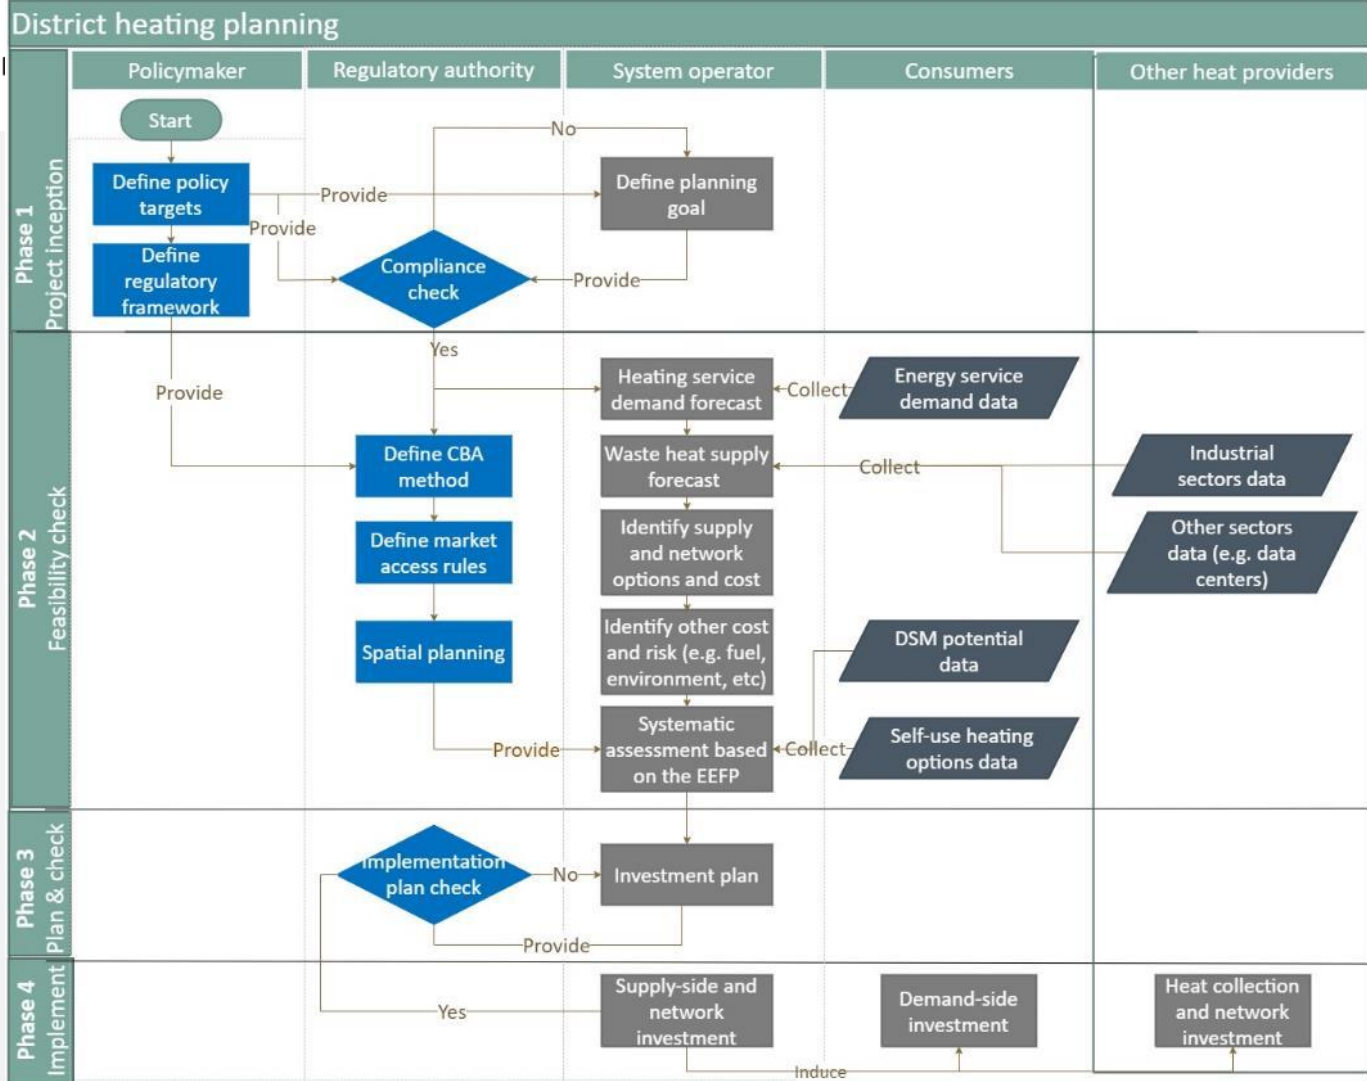 District heating planning
Policymaker
Regulatory authority
System operator
Consumers
Other heat providers
Phase 1
Project inception
Start
No
Define policy
targets
Provide
Define planning
goal
Provide
Define
regulatory
framework
Compliance
check
Provide
Phase 2
Feasibility check
Yes
Provide
Heating service
demand forecast
Collect
Energy service
demand data
Define CBA
method
Waste heat supply
forecast
Collect
Industrial
sectors data
Define market
access rules
Identify supply
and network
options and cost
Other sectors
data (e.g. data
centers)
Spatial planning
Identify other cost
and risk (e.g. fuel,
environment, etc)
DSM potential
data
Provide
Systematic
assessment based
on the EEFP
Collect
Self-use heating
options data
Phase 3
Plan & check
Implementation
plan check
No
Investment plan
Provide
Phase 4
Implement
Yes
Supply-side and
network
investment
Demand-side
investment
Heat collection
and network
investment
Induce